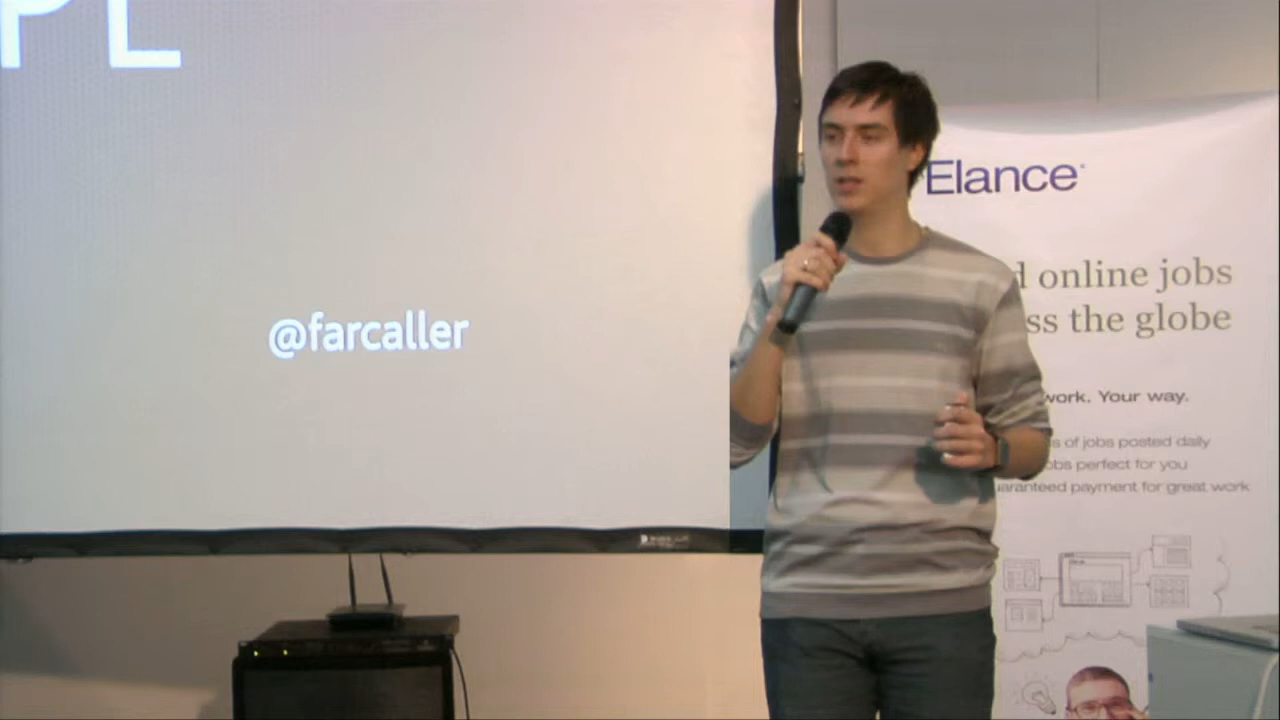 PL
@farcaller
Elance
d online jobs
ss the globe
work. Your way.
s of jobs posted daily
obs perfect for you
uaranteed payment for great work